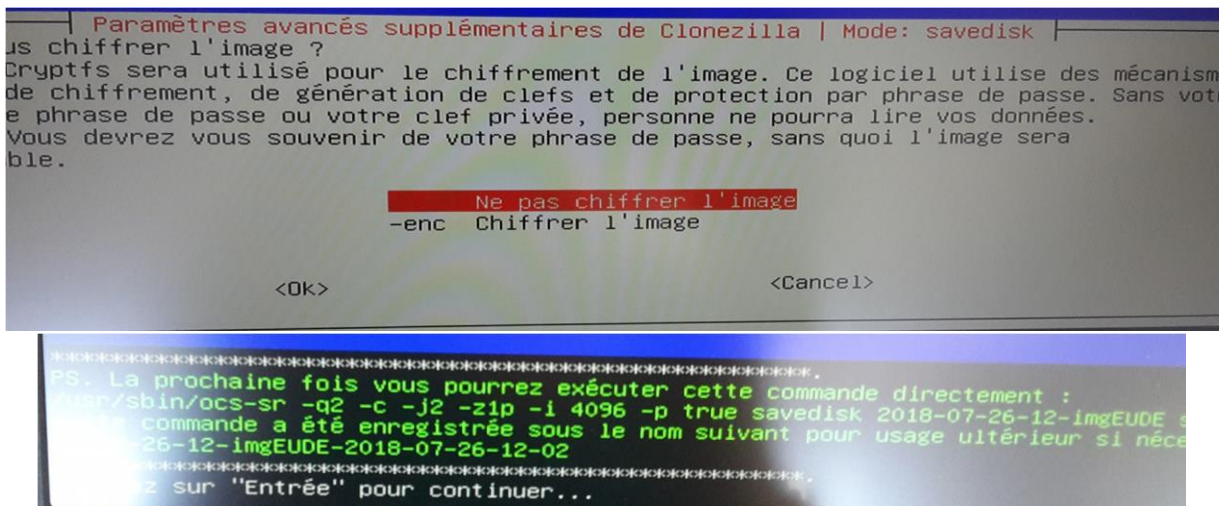 Paramètres avancés supplémentaires de Clonezilla | Mode: savedisk
us chiffrer l'image ?
Cryptfs sera utilisé pour le chiffrement de l'image. Ce logiciel utilise des mécanism
de chiffrement, de génération de clefs et de protection par phrase de passe. Sans votr
e phrase de passe ou votre clef privée, personne ne pourra lire vos données.
Vous devrez vous souvenir de votre phrase de passe, sans quoi l'image sera
ble.
Ne pas chiffrer l'image
-enc Chiffrer l'image
<Ok> <Cancel>
PS. La prochaine fois vous pourrez exécuter cette commande directement :
/usr/sbin/ocs-sr -q2 -c -j2 -z1p -i 4096 -p true savedisk 2018-07-26-12-imgEUDE s
commande a été enregistrée sous le nom suivant pour usage ultérieur si néce
-26-12-imgEUDE-2018-07-26-12-02
z sur "Entrée" pour continuer...